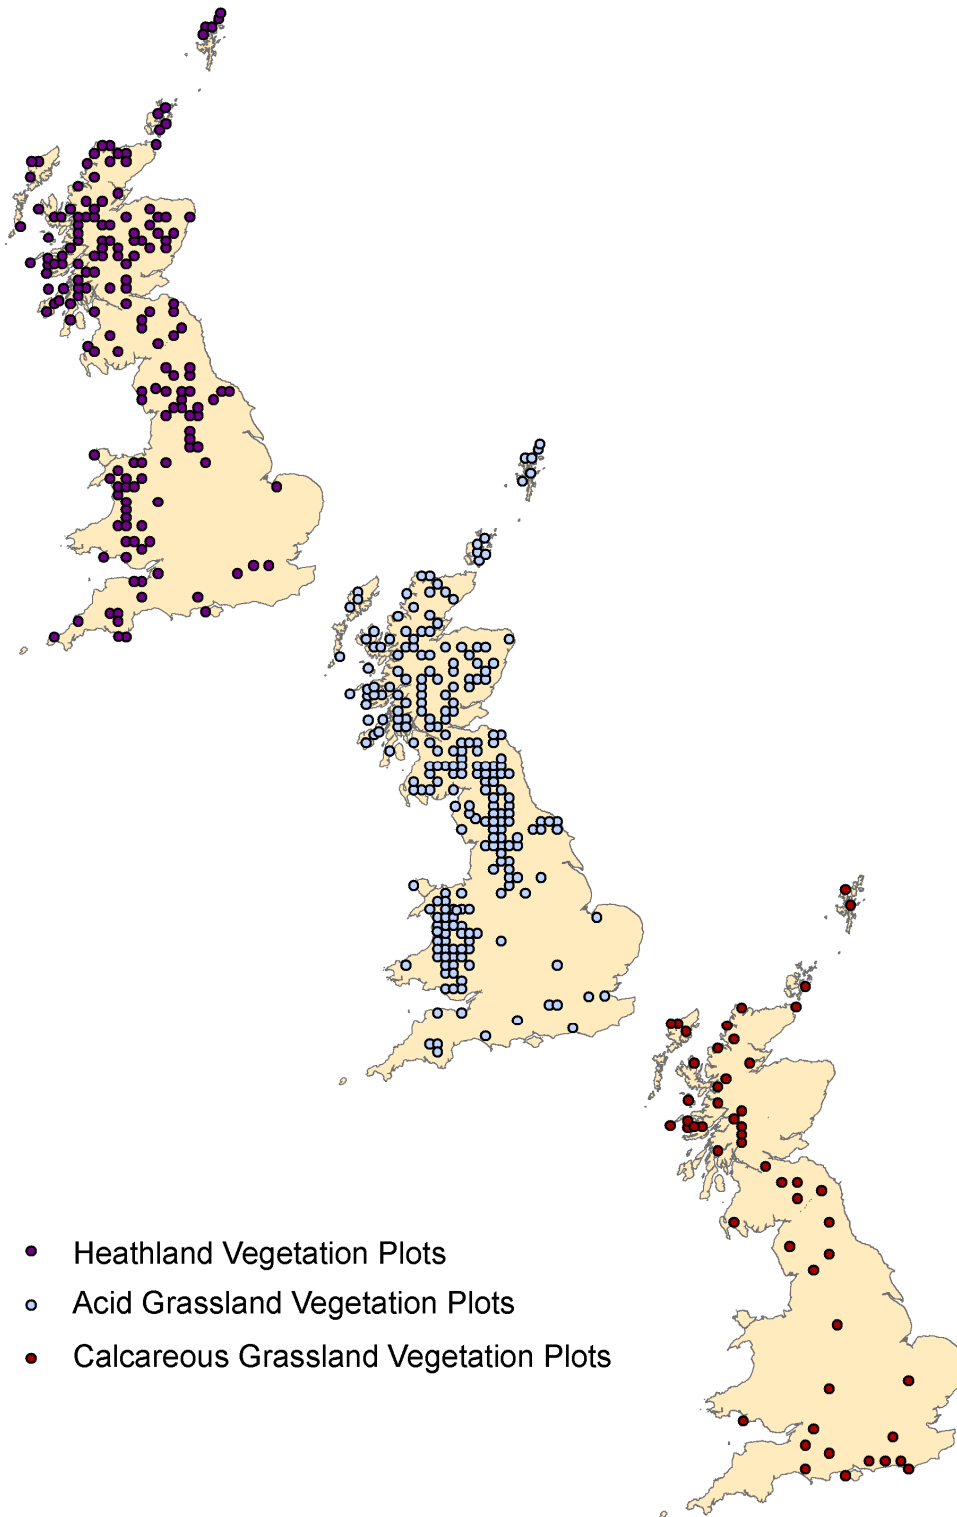 Heathland Vegetation Plots
Acid Grassland Vegetation Plots
Calcareous Grassland Vegetation Plots